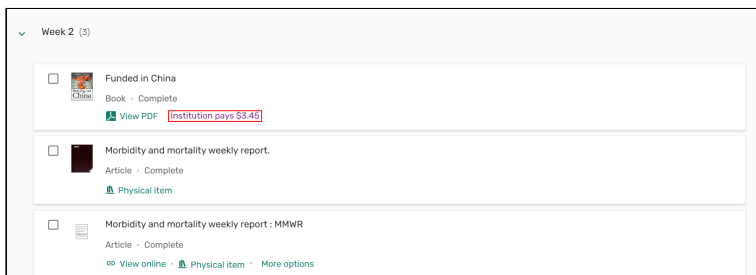 Week 2 (3)
Funded in China
Book · Complete
View PDF Institution pays $3.45
Morbidity and mortality weekly report.
Article · Complete
Physical item
Morbidity and mortality weekly report : MMWR
Article · Complete
View online · Physical item · More options